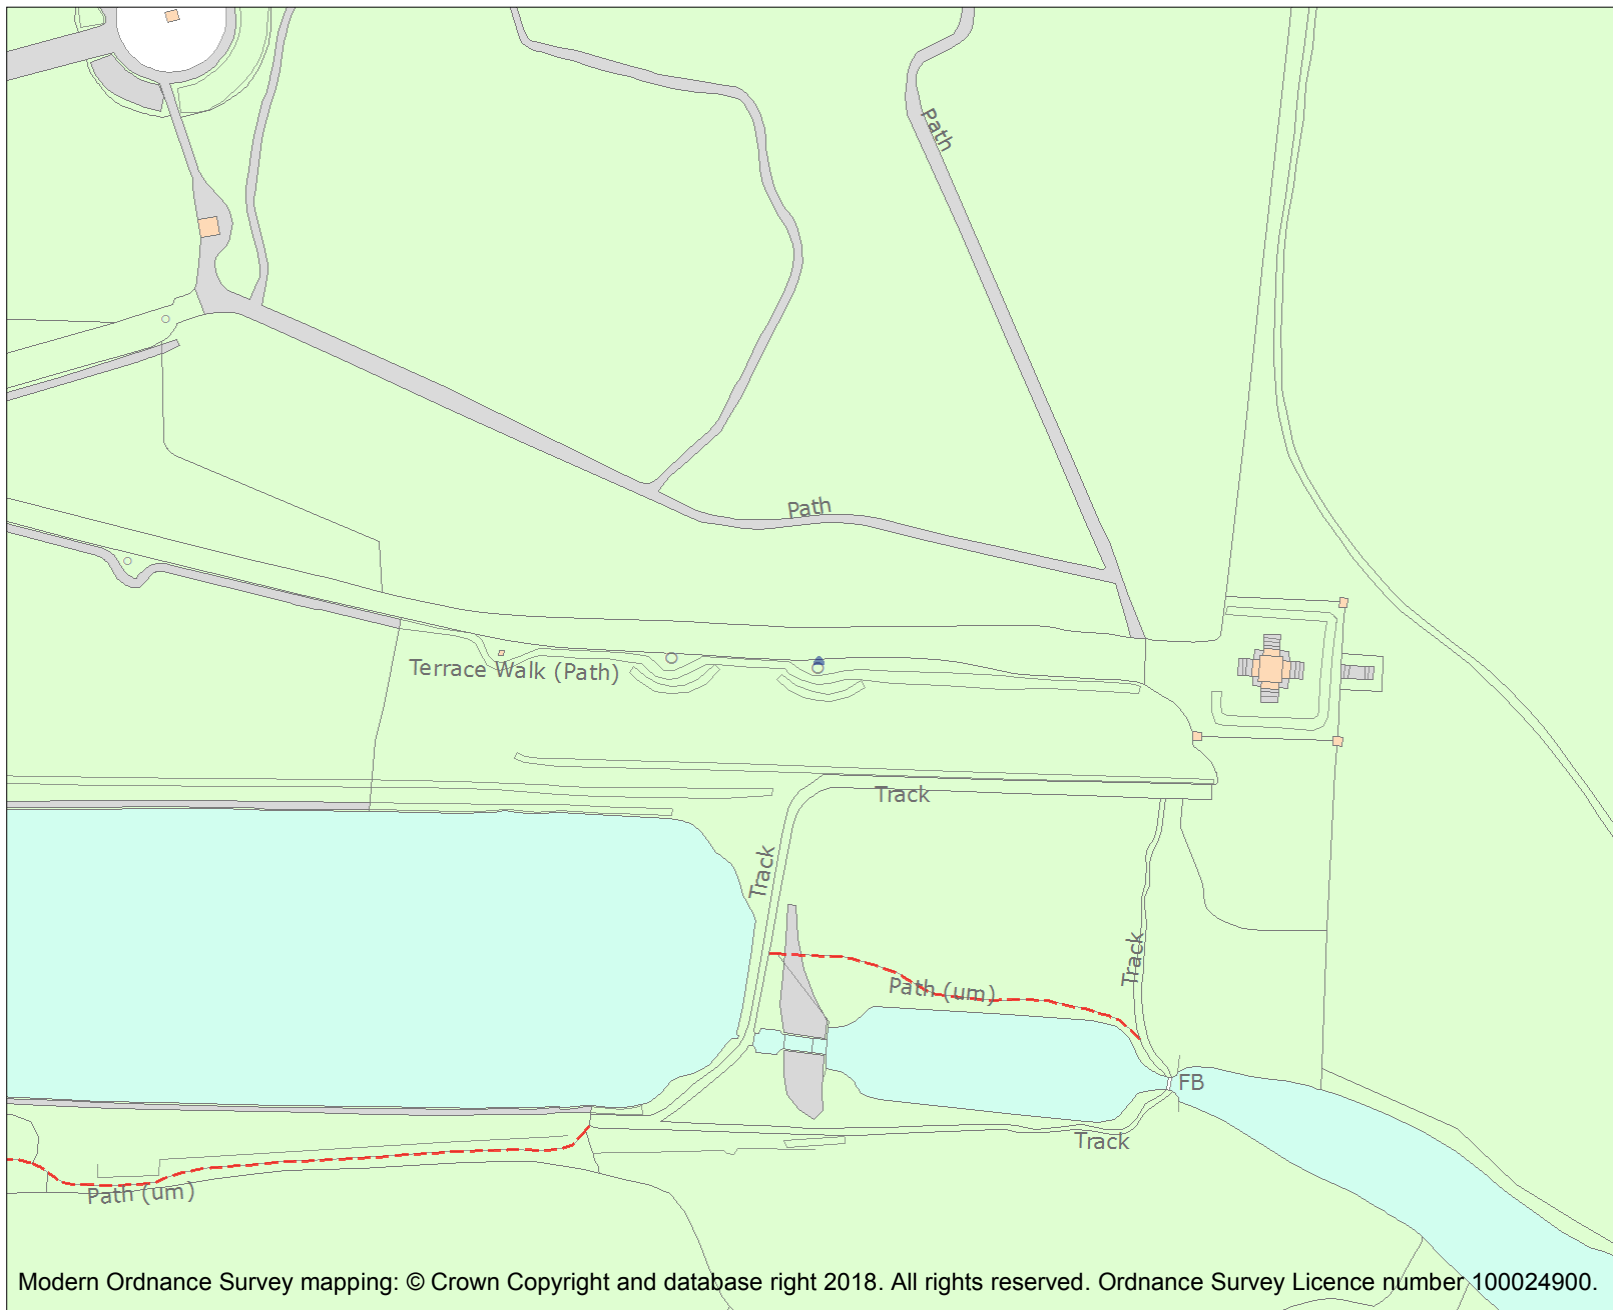 Path
Path
Terrace Walk (Path)
Track
Track
Track
Path (um)
FB
Track
Path (um)
Modern Ordnance Survey mapping: © Crown Copyright and database right 2018. All rights reserved. Ordnance Survey Licence number 100024900.